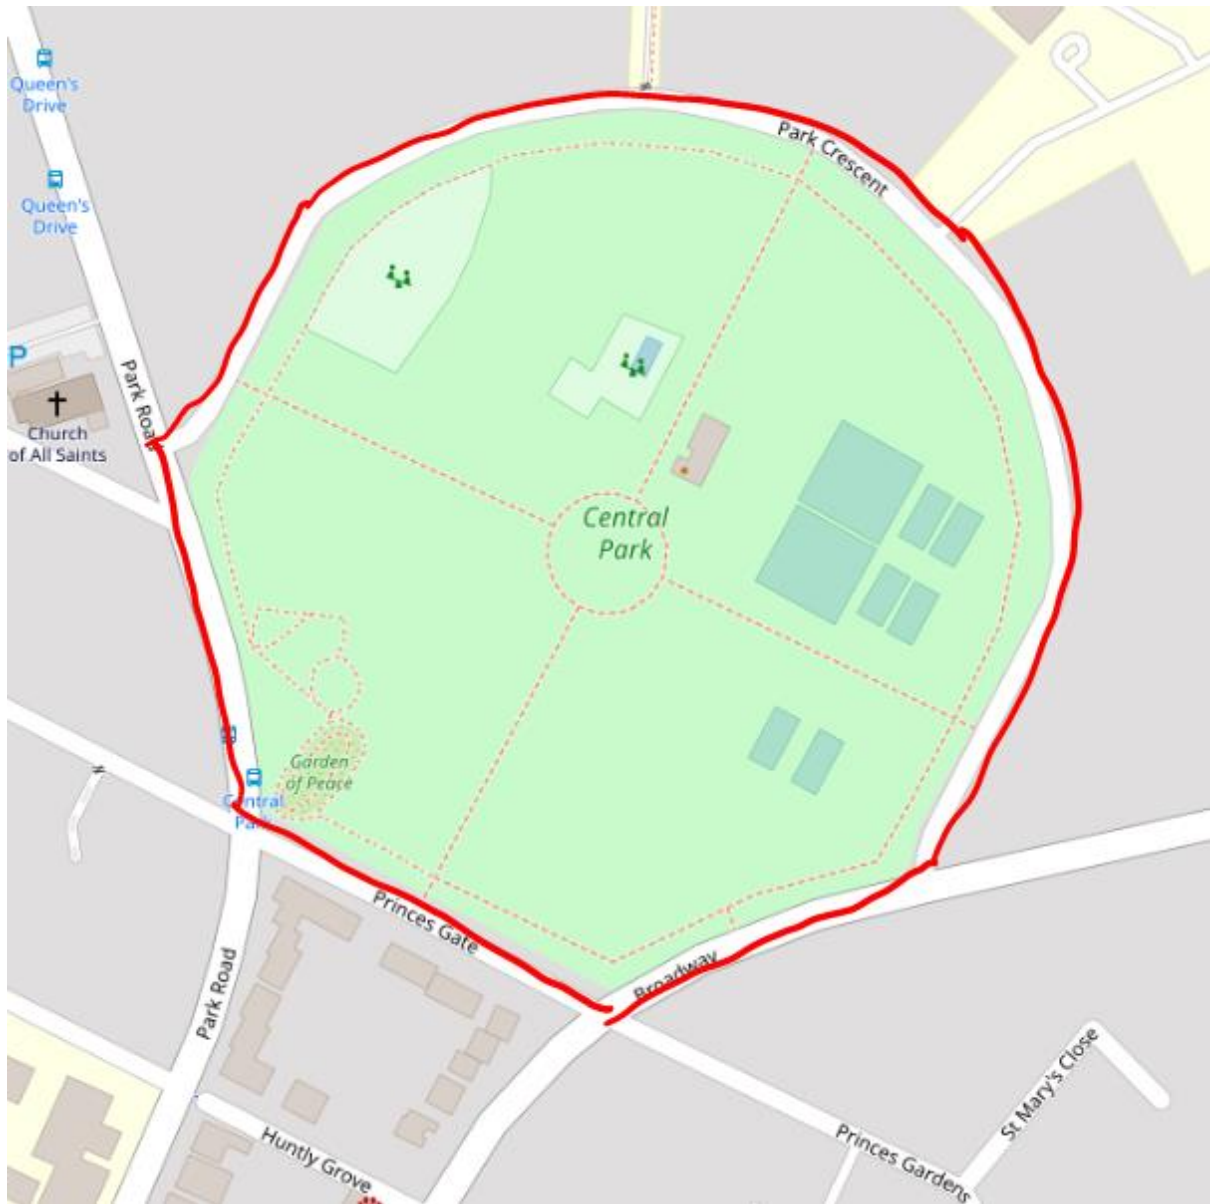 Queen's
Drive
Park Crescent
Queen's
Drive
P
Park Road
Church
of All Saints
Central
Park
Garden
of Peace
Central
Park
Princes Gate
Broadway
Park Road
St Mary's Close
Huntly Grove
Princes Gardens